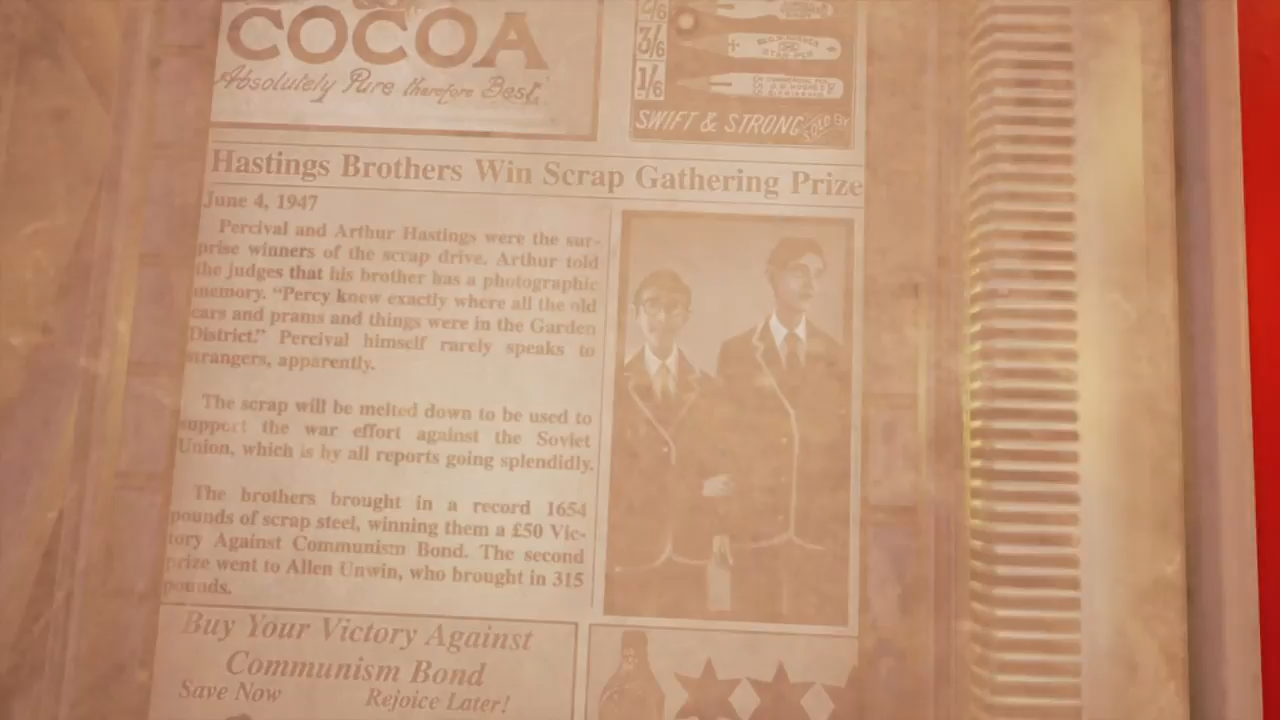 COCOA
Absolutely Pure therefore Best
2/6
3/6
1/6
SWIFT & STRONG
SOLD BY
Hastings Brothers Win Scrap Gathering Prize
June 4, 1947
Percival and Arthur Hastings were the sur-
prise winners of the scrap drive. Arthur told
the judges that his brother has a photographic
memory. “Percy knew exactly where all the old
cars and prams and things were in the Garden
District.” Percival himself rarely speaks to
strangers, apparently.
The scrap will be melted down to be used to
support the war effort against the Soviet
Union, which is by all reports going splendidly.
The brothers brought in a record 1654
pounds of scrap steel, winning them a £50 Vic-
tory Against Communism Bond. The second
prize went to Allen Unwin, who brought in 315
pounds.
Buy Your Victory Against
Communism Bond
Save Now Rejoice Later!